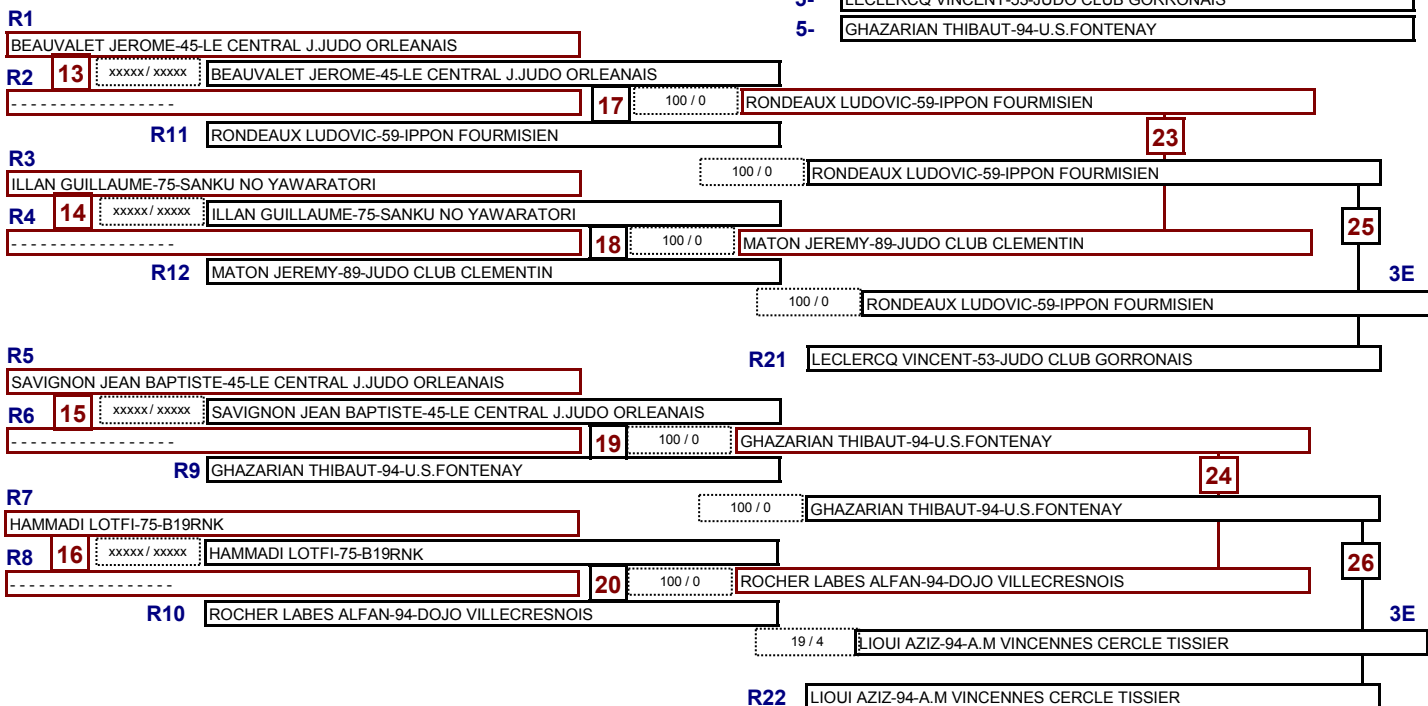 5- LECLERCQ VINCENT-53-JUDO CLUB GORRONAIS
R1
5- GHAZARIAN THIBAUT-94-U.S.FONTENAY
BEAUVALET JEROME-45-LE CENTRAL J.JUDO ORLEANAIS
R2 13 xxxxx / xxxxx BEAUVALET JEROME-45-LE CENTRAL J.JUDO ORLEANAIS
- - - - - - - - - - - - - - - - - 17 100 / 0 RONDEAUX LUDOVIC-59-IPPON FOURMISIEN
R11 RONDEAUX LUDOVIC-59-IPPON FOURMISIEN 23
R3
100 / 0 RONDEAUX LUDOVIC-59-IPPON FOURMISIEN
ILLAN GUILLAUME-75-SANKU NO YAWARATORI
R4 14 xxxxx / xxxxx ILLAN GUILLAUME-75-SANKU NO YAWARATORI 25
- - - - - - - - - - - - - - - - - 18 100 / 0 MATON JEREMY-89-JUDO CLUB CLEMENTIN
R12 MATON JEREMY-89-JUDO CLUB CLEMENTIN 3E
100 / 0 RONDEAUX LUDOVIC-59-IPPON FOURMISIEN
R5
R21 LECLERCQ VINCENT-53-JUDO CLUB GORRONAIS
SAVIGNON JEAN BAPTISTE-45-LE CENTRAL J.JUDO ORLEANAIS
R6 15 xxxxx / xxxxx SAVIGNON JEAN BAPTISTE-45-LE CENTRAL J.JUDO ORLEANAIS
- - - - - - - - - - - - - - - - - 19 100 / 0 GHAZARIAN THIBAUT-94-U.S.FONTENAY
R9 GHAZARIAN THIBAUT-94-U.S.FONTENAY 24
R7
100 / 0 GHAZARIAN THIBAUT-94-U.S.FONTENAY
HAMMADI LOTFI-75-B19RNK
R8 16 xxxxx / xxxxx HAMMADI LOTFI-75-B19RNK 26
- - - - - - - - - - - - - - - - - 20 100 / 0 ROCHER LABES ALFAN-94-DOJO VILLECRESNOIS
R10 ROCHER LABES ALFAN-94-DOJO VILLECRESNOIS 3E
19 / 4 LIOUI AZIZ-94-A.M VINCENNES CERCLE TISSIER
R22 LIOUI AZIZ-94-A.M VINCENNES CERCLE TISSIER